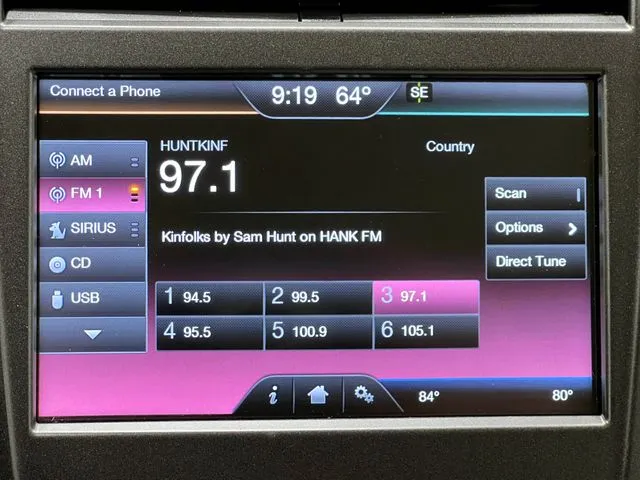 Connect a Phone
9:19 64°
SE
HUNTKINF
Country
97.1
AM
FM 1
SIRIUS
CD
USB
Kinfolks by Sam Hunt on HANK FM
Scan
Options
Direct Tune
1 94.5 2 99.5 3 97.1
4 95.5 5 100.9 6 105.1
i
84° 80°